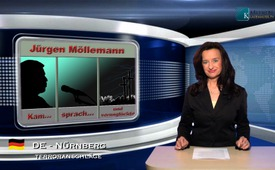 Jürgen Möllemann
Kam...
sprach...
und
verunglückte
DE - NÜRNBERG
TERRORANSCHLÄGE